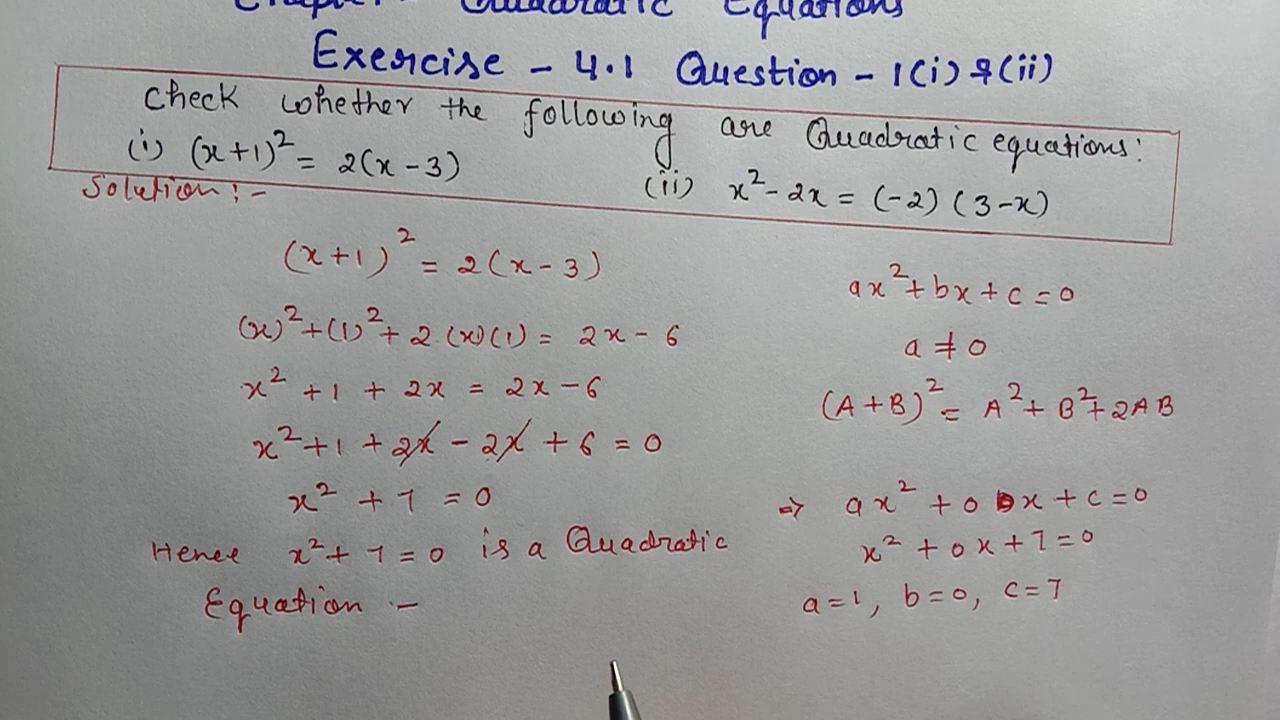 Chapter - Quadratic Equations
Exercise - 4.1 Question - 1(i) & (ii)
Check whether the following are Quadratic equations:
(i) (x+1)² = 2(x-3)
(ii) x² - 2x = (-2) (3-x)
Solution:-
(x+1)² = 2(x-3)
(x)² + (1)² + 2.(x)(1) = 2x - 6
x² + 1 + 2x = 2x - 6
x² + 1 + 2x - 2x + 6 = 0
x² + 7 = 0
Hence x² + 7 = 0 is a Quadratic
Equation :-
ax² + bx + c = 0
a ≠ 0
(A+B)² = A² + B² + 2AB
⇒ ax² + 0x + c = 0
x² + 0x + 7 = 0
a=1, b=0, c=7